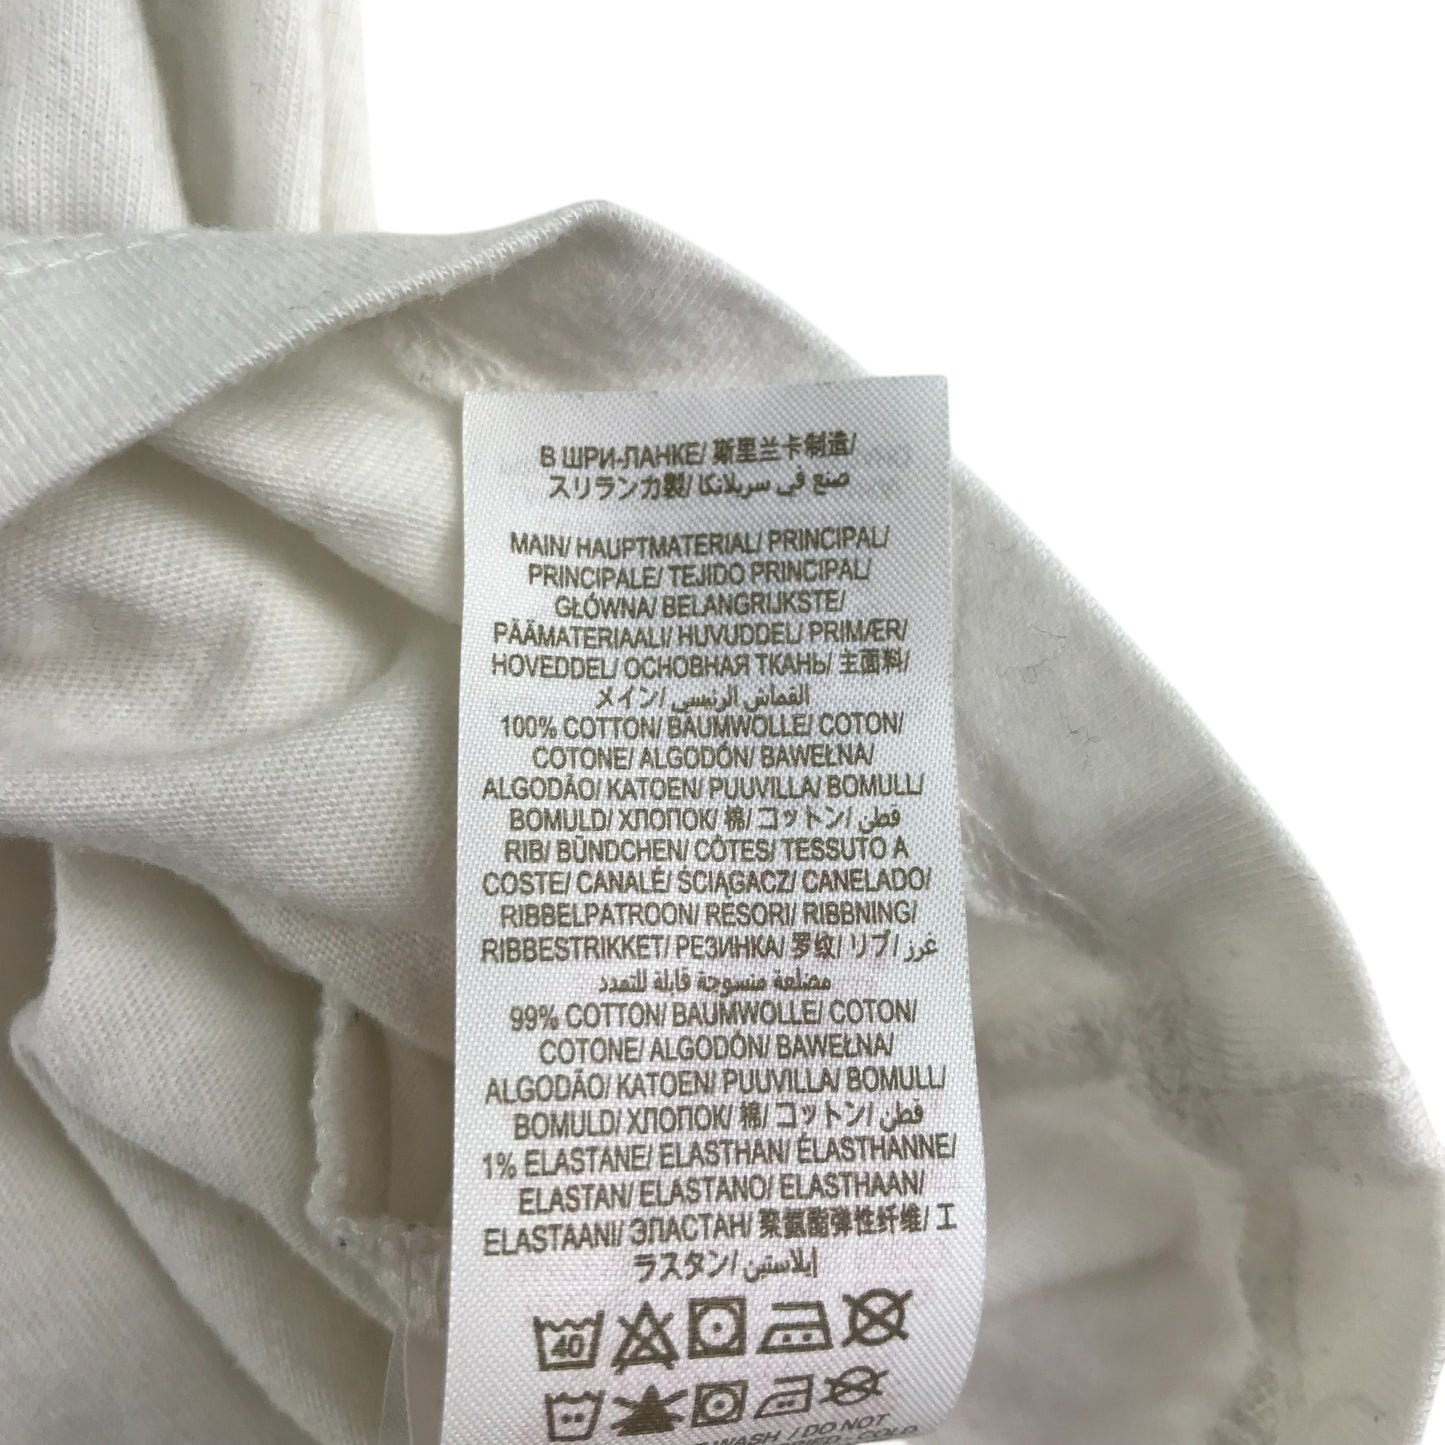 В ШРИ-ЛАНКЕ/ 斯里兰卡制造/
スリランカ製/ صنع في سريلانكا
MAIN/ HAUPTMATERIAL/ PRINCIPAL/
PRINCIPALE/ TEJIDO PRINCIPAL/
GŁÓWNA/ BELANGRIJKSTE/
PÄÄMATERIAALI/ HUVUDDEL/ PRIMÆR/
HOVEDDEL/ ОСНОВНАЯ ТКАНЬ/ 主面料/
メイン/ القماش الرئيسي
100% COTTON/ BAUMWOLLE/ COTON/
COTONE/ ALGODÓN/ BAWEŁNA/
ALGODÃO/ KATOEN/ PUUVILLA/ BOMULL/
BOMULD/ ХЛОПОК/ 棉/ コットン/ قطن
RIB/ BÜNDCHEN/ CÔTES/ TESSUTO A
COSTE/ CANALÉ/ ŚCIĄGACZ/ CANELADO/
RIBBELPATROON/ RESORI/ RIBBNING/
RIBBESTRIKKET/ РЕЗИНКА/ 罗纹/ リブ/ غرز
مضلعة منسوجة قابلة للتمدد
99% COTTON/ BAUMWOLLE/ COTON/
COTONE/ ALGODÓN/ BAWEŁNA/
ALGODÃO/ KATOEN/ PUUVILLA/ BOMULL/
BOMULD/ ХЛОПОК/ 棉/ コットン/ قطن
1% ELASTANE/ ELASTHAN/ ÉLASTHANNE/
ELASTAN/ ELASTANO/ ELASTHAAN/
ELASTAANI/ ЭЛАСТАН/ 聚氨酯弹性纤维/ エ
ラスタン/ إيلاستين
40
WASH / DO NOT
COLD